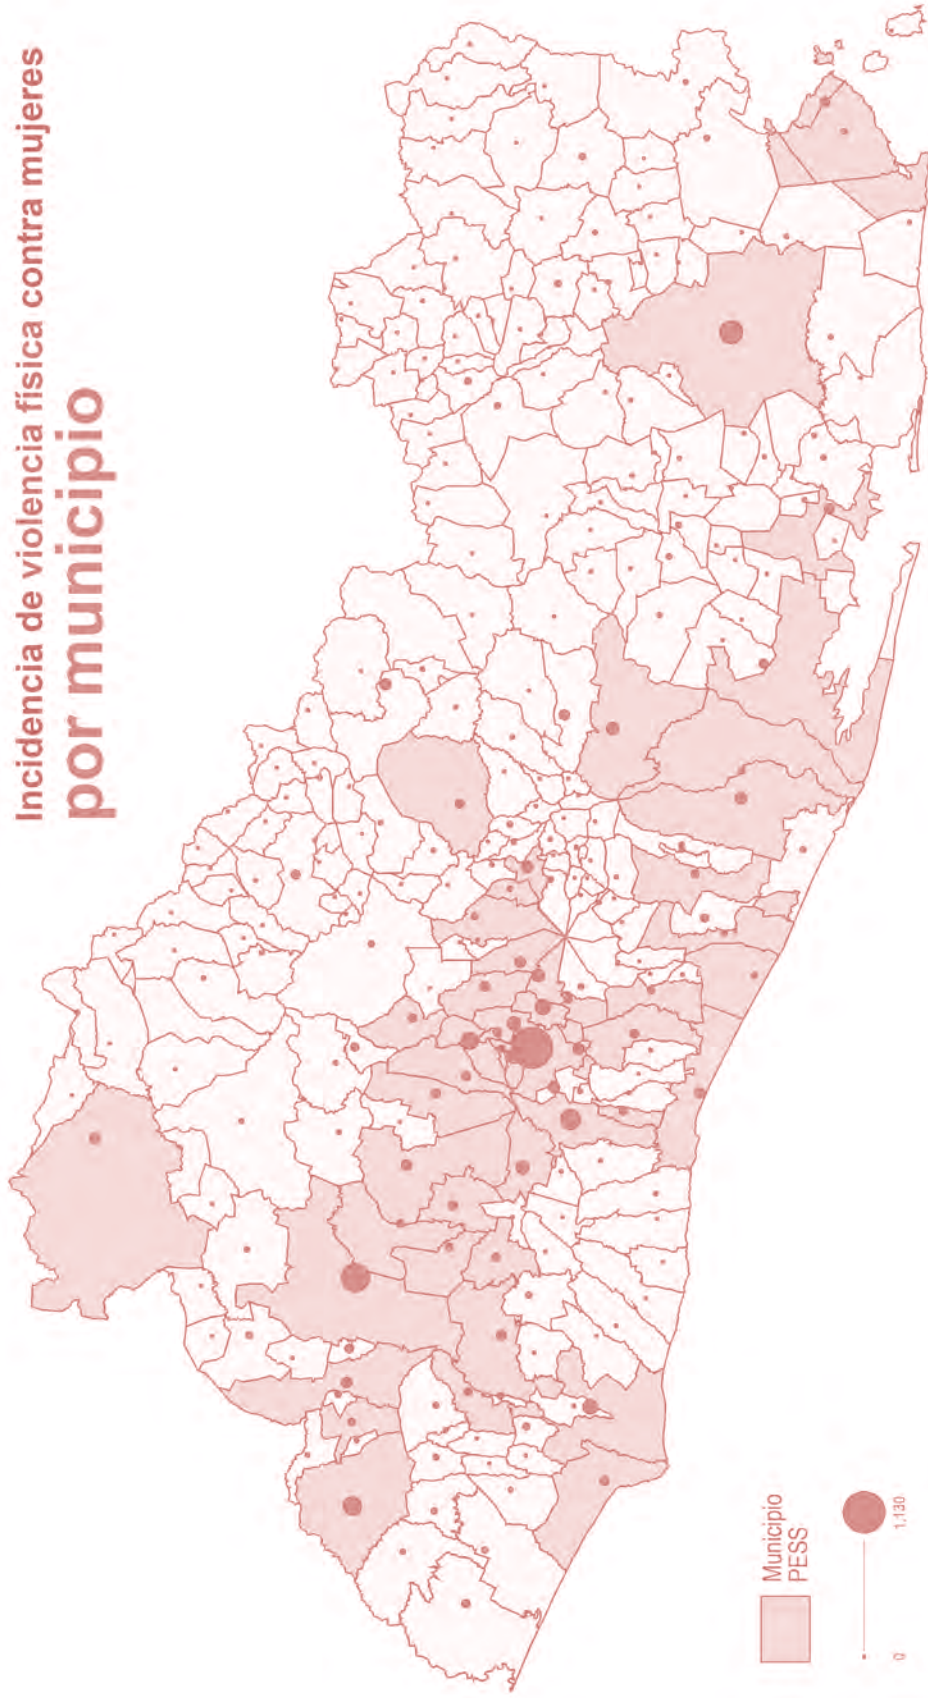 Incidencia de violencia física contra mujeres
por municipio
Municipio
PESS
0
1,130